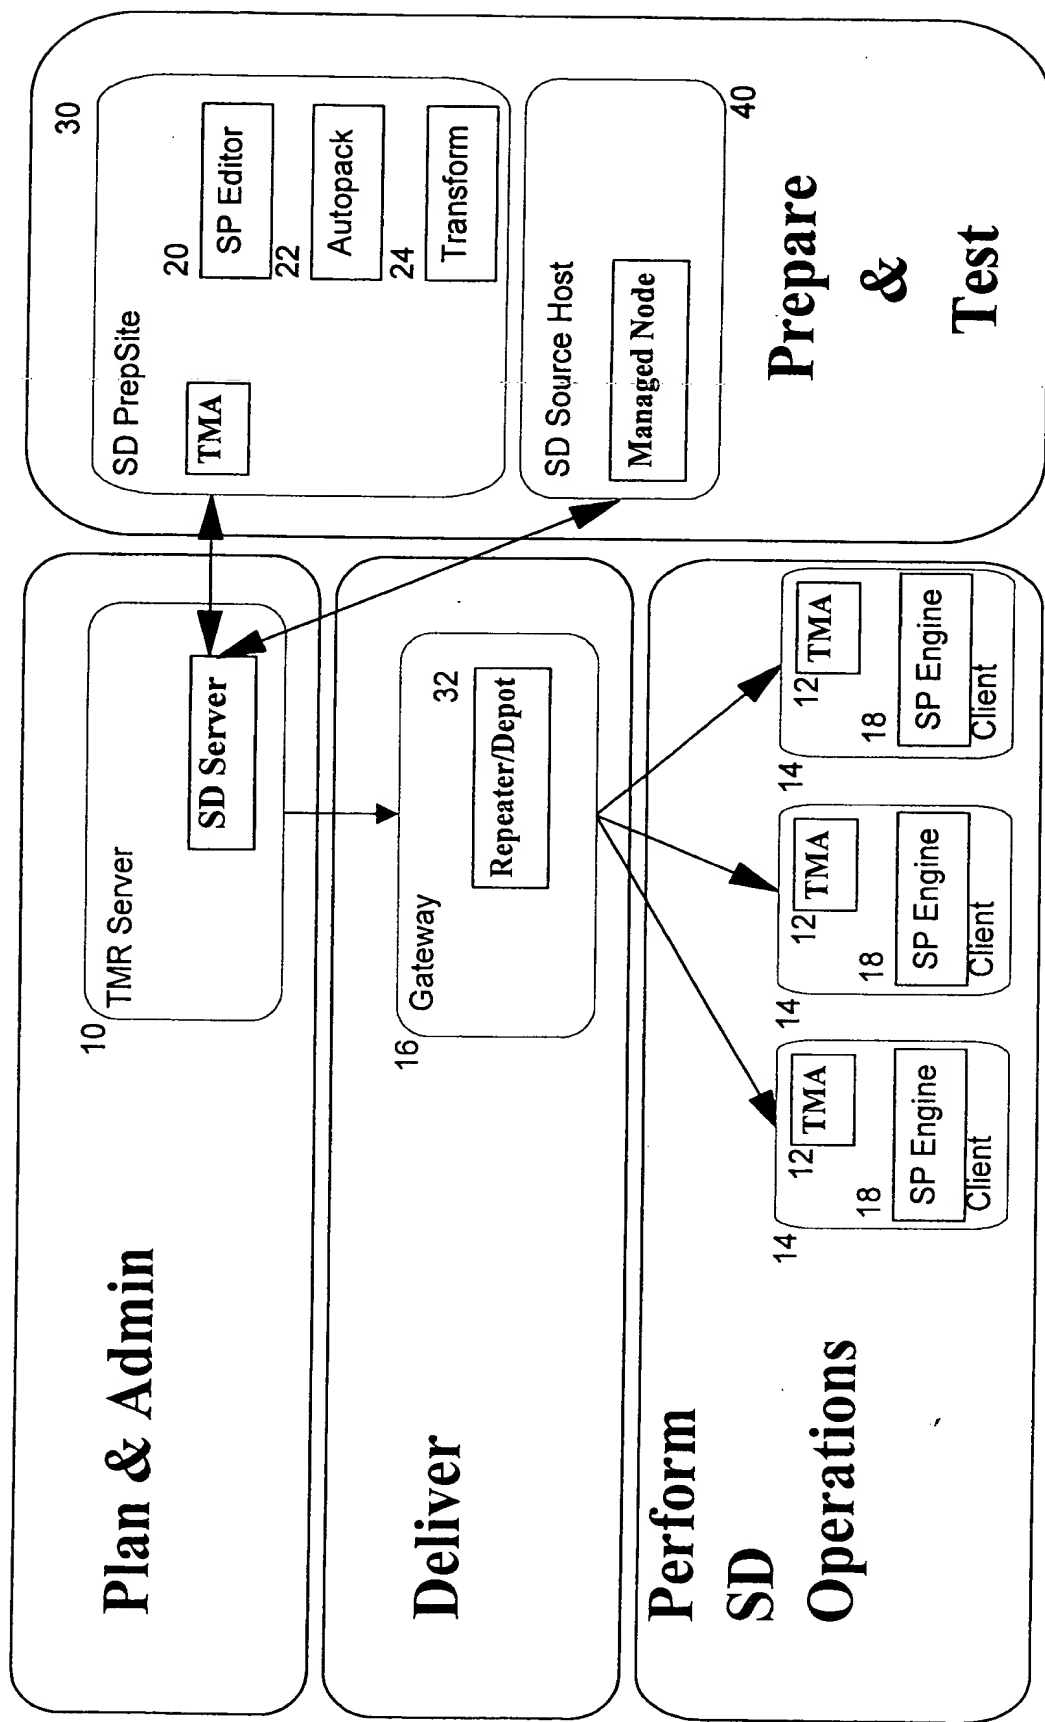 Plan & Admin
10
TMR Server
SD Server
Deliver
16
Gateway
32
Repeater/Depot
Perform
SD
Operations
14
12
TMA
18
SP Engine
Client
14
12
TMA
18
SP Engine
Client
14
12
TMA
18
SP Engine
Client
30
SD PrepSite
TMA
20
SP Editor
22
Autopack
24
Transform
SD Source Host
Managed Node
40
Prepare
&
Test